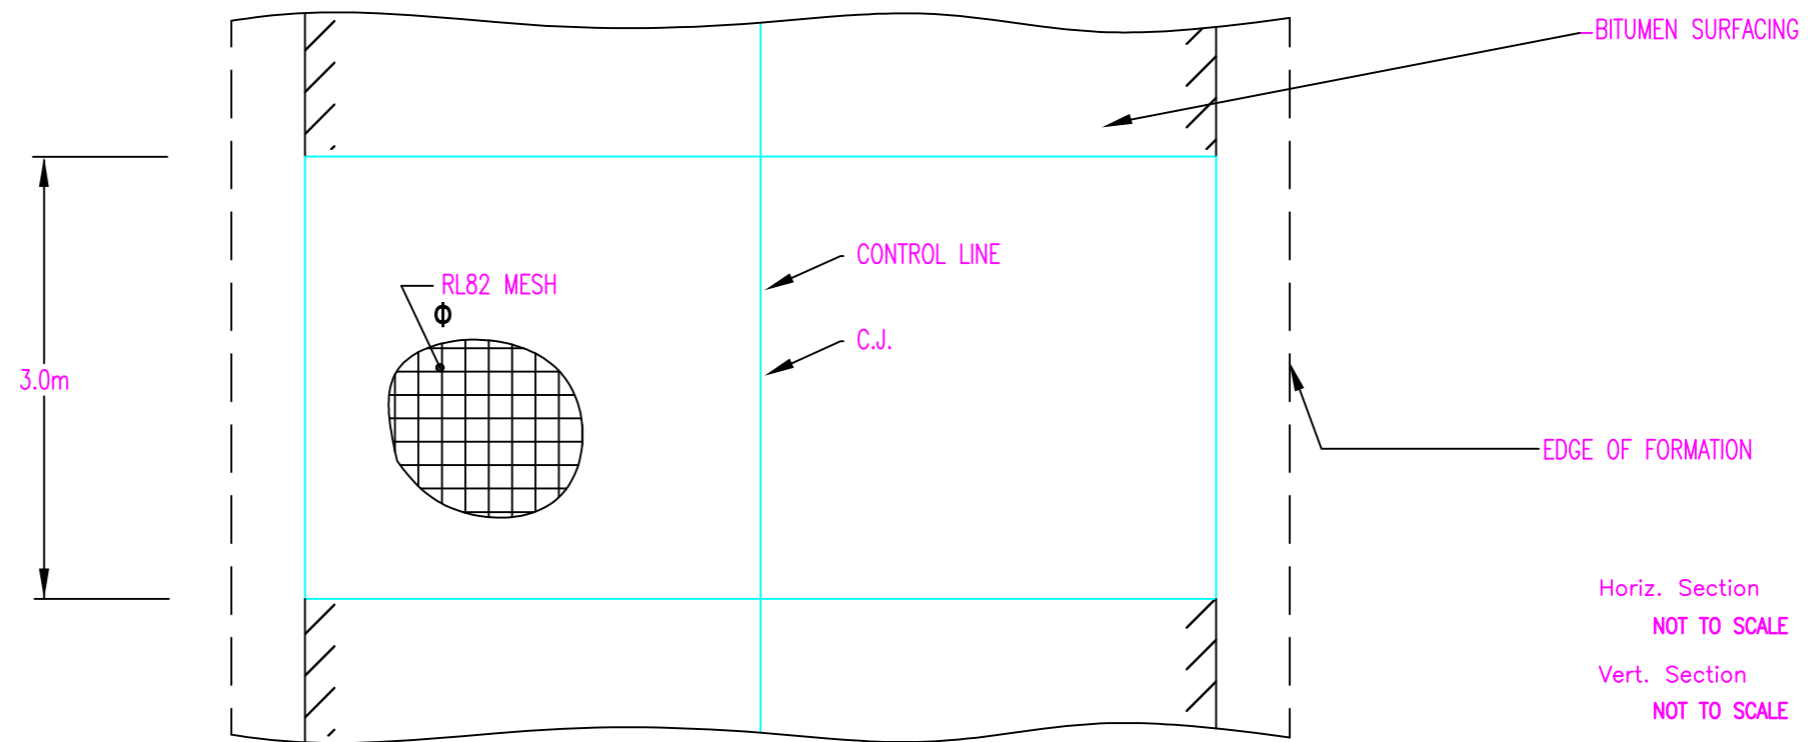 BITUMEN SURFACING
CONTROL LINE
RL82 MESH
Φ
C.J.
3.0m
EDGE OF FORMATION
Horiz. Section
NOT TO SCALE
Vert. Section
NOT TO SCALE